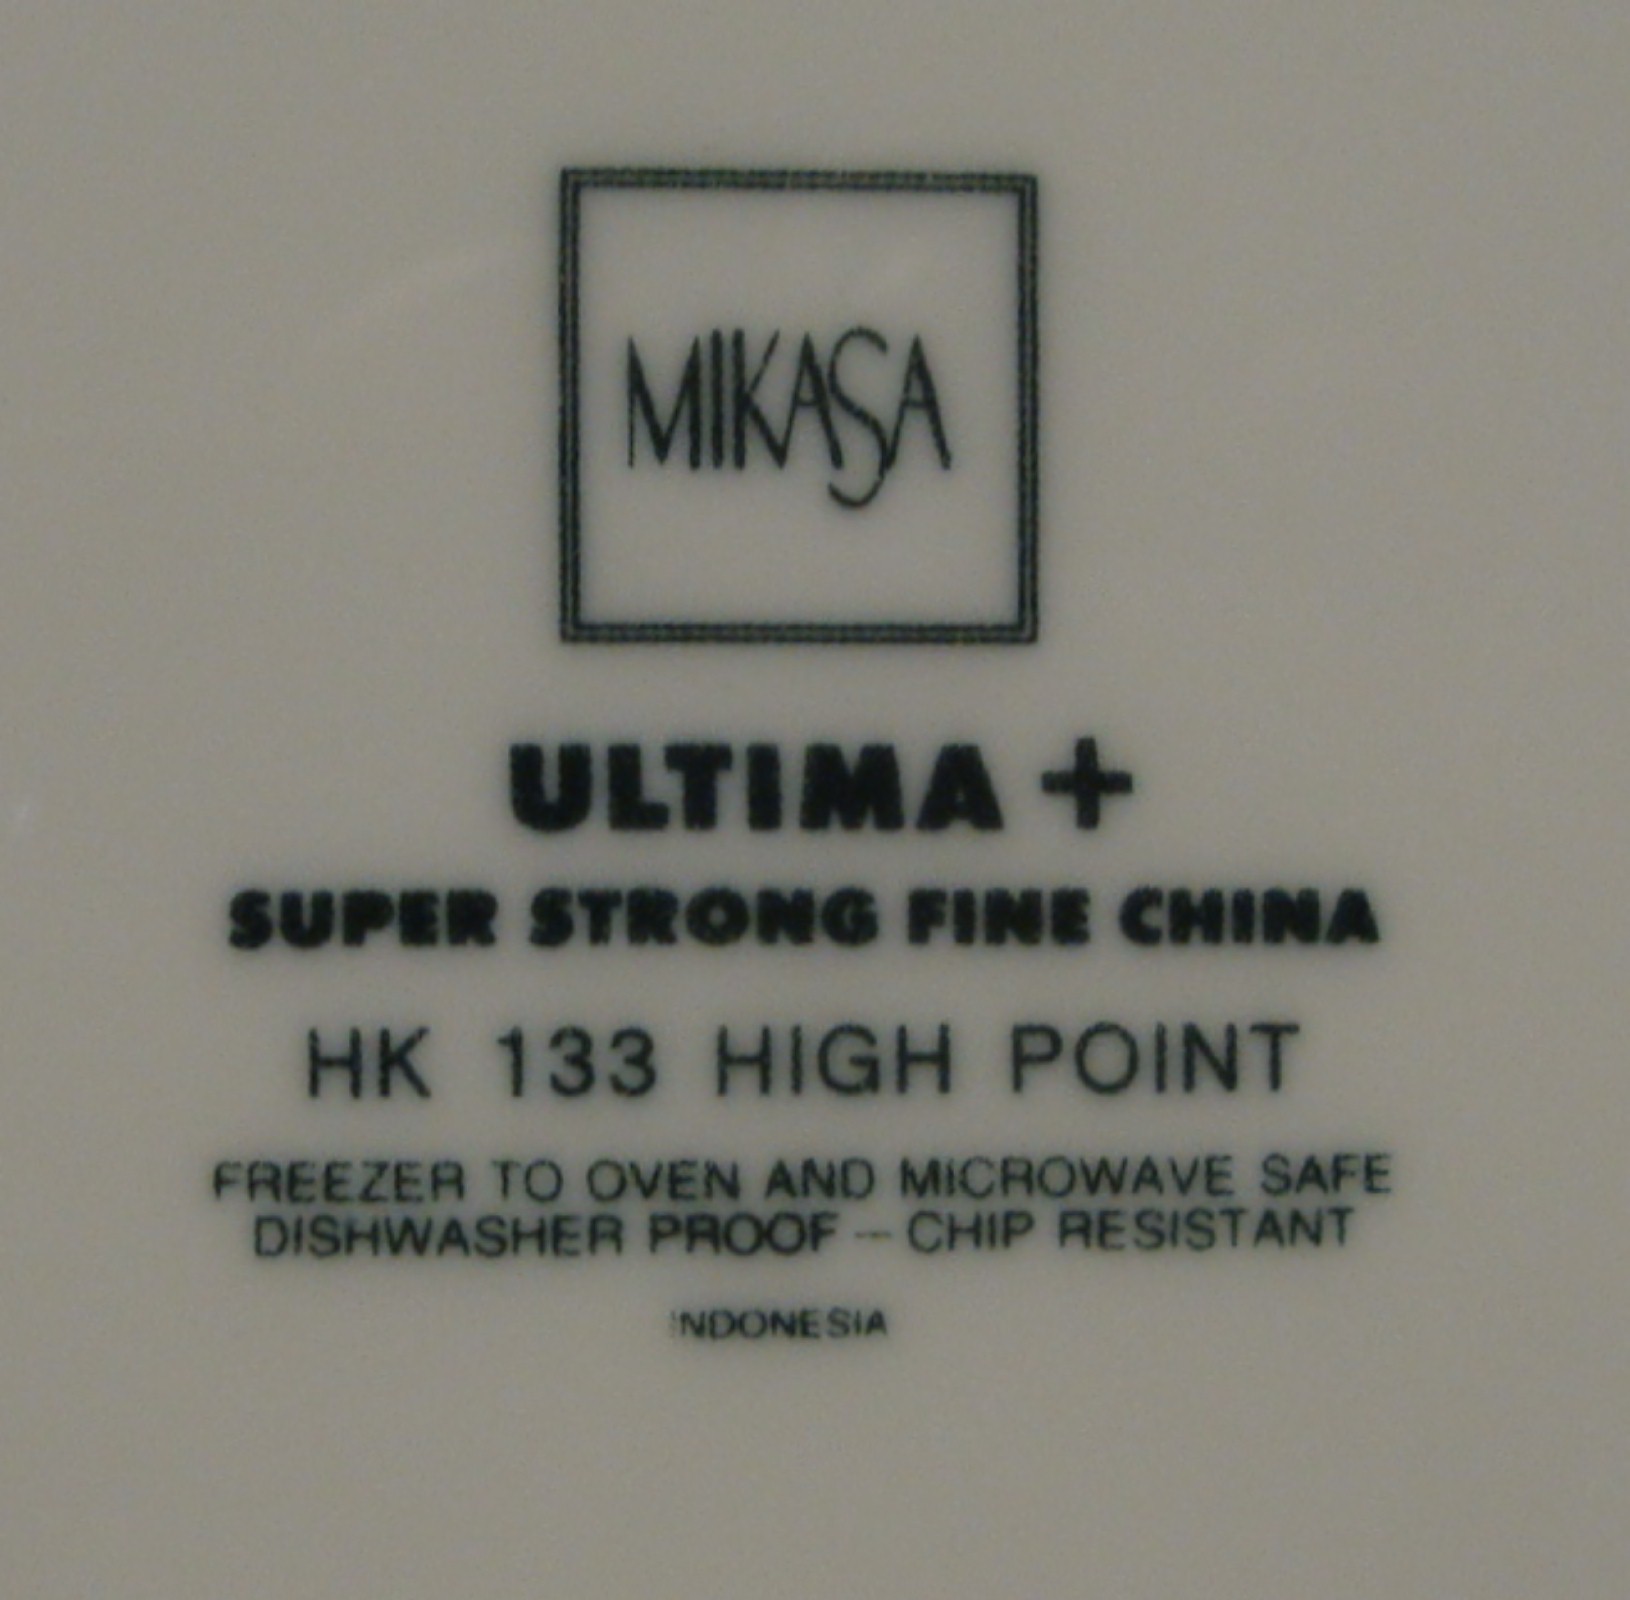 MIKASA
ULTIMA +
SUPER STRONG FINE CHINA
HK 133 HIGH POINT
FREEZER TO OVEN AND MICROWAVE SAFE
DISHWASHER PROOF – CHIP RESISTANT
INDONESIA